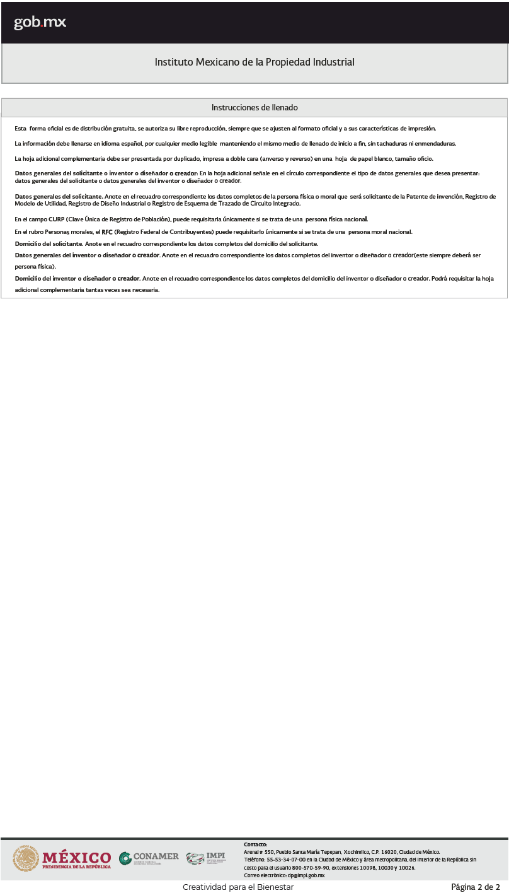 gob.mx
Instituto Mexicano de la Propiedad Industrial
Instrucciones de llenado
Esta forma oficial es de distribución gratuita, se autoriza su libre reproducción, siempre que se ajusten al formato oficial y a sus características de impresión.
La información debe llenarse en idioma español, por cualquier medio legible manteniendo el mismo medio de llenado de inicio a fin, sin tachaduras ni enmendaduras.
La hoja adicional complementaria debe ser presentada por duplicado, impresa a doble cara (anverso y reverso) en una hoja de papel blanco, tamaño oficio.
Datos generales del solicitante o inventor o diseñador o creador: En la hoja adicional señale en el círculo correspondiente el tipo de datos generales que desea presentar:
datos generales del solicitante o datos generales del inventor o diseñador o creador.
Datos generales del solicitante. Anote en el recuadro correspondiente los datos completos de la persona física o moral que será solicitante de la Patente de Invención, Registro de
Modelo de Utilidad, Registro de Diseño Industrial o Registro de Esquema de Trazado de Circuito Integrado.
En el campo CURP (Clave Única de Registro de Población), puede requisitarla únicamente si se trata de una persona física nacional.
En el rubro Personas morales, el RFC (Registro Federal de Contribuyentes) puede requisitarlo únicamente si se trata de una persona moral nacional.
Domicilio del solicitante. Anote en el recuadro correspondiente los datos completos del domicilio del solicitante.
Datos generales del inventor o diseñador o creador. Anote en el recuadro correspondiente los datos completos del inventor o diseñador o creador(este siempre deberá ser
persona física).
Domicilio del inventor o diseñador o creador. Anote en el recuadro correspondiente los datos completos del domicilio del inventor o diseñador o creador. Podrá requisitar la hoja
adicional complementaria tantas veces sea necesaria.
MÉXICO
PRESIDENCIA DE LA REPÚBLICA
CONAMER
IMPI
Contacto:
Arenal # 550, Pueblo Santa María Tepepan, Xochimilco, C.P. 16020, Ciudad de México.
Teléfono: 55-53-34-07-00 en la Ciudad de México y área metropolitana, del interior de la República sin
costo para el usuario 800-570-59-90, extensiones 10098, 10030 y 10026.
Creatividad para el Bienestar
Página 2 de 2